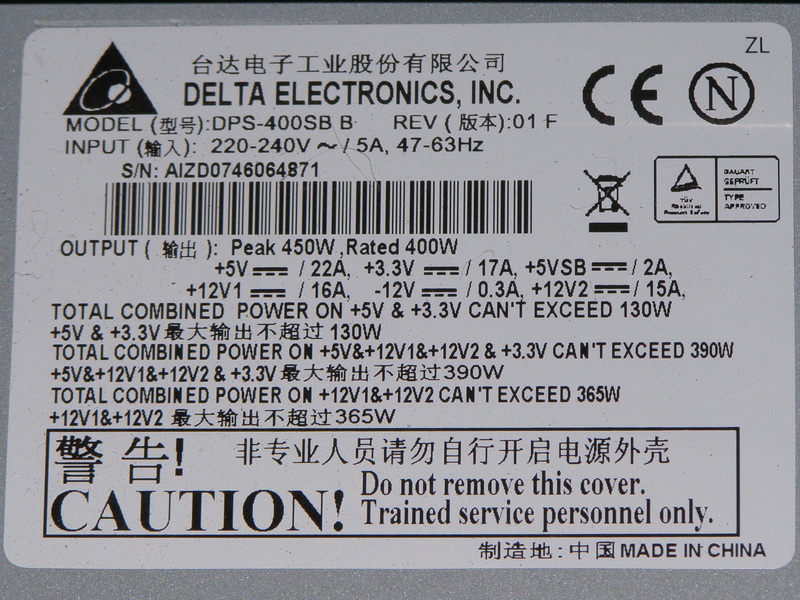 ZL
台达电子工业股份有限公司
DELTA ELECTRONICS, INC.
MODEL (型号):DPS-400SB B REV (版本):01 F
INPUT (输入): 220-240V ~ / 5A, 47-63Hz
S/N: AIZD0746064871
CE N
TÜV
BAUART
GEPRÜFT
TYPE
APPROVED
OUTPUT ( 输出 ): Peak 450W ,Rated 400W
+5V ⎓ / 22A, +3.3V ⎓ / 17A, +5VSB ⎓ / 2A,
+12V1 ⎓ / 16A, -12V ⎓ / 0.3A, +12V2 ⎓ / 15A,
TOTAL COMBINED POWER ON +5V & +3.3V CAN'T EXCEED 130W
+5V & +3.3V 最大输出不超过 130W
TOTAL COMBINED POWER ON +5V&+12V1&+12V2 & +3.3V CAN'T EXCEED 390W
+5V&+12V1&+12V2 & +3.3V 最大输出不超过390W
TOTAL COMBINED POWER ON +12V1&+12V2 CAN'T EXCEED 365W
+12V1&+12V2 最大输出不超过365W
警告! 非专业人员请勿自行开启电源外壳
CAUTION! Do not remove this cover.
Trained service personnel only.
制造地:中国 MADE IN CHINA